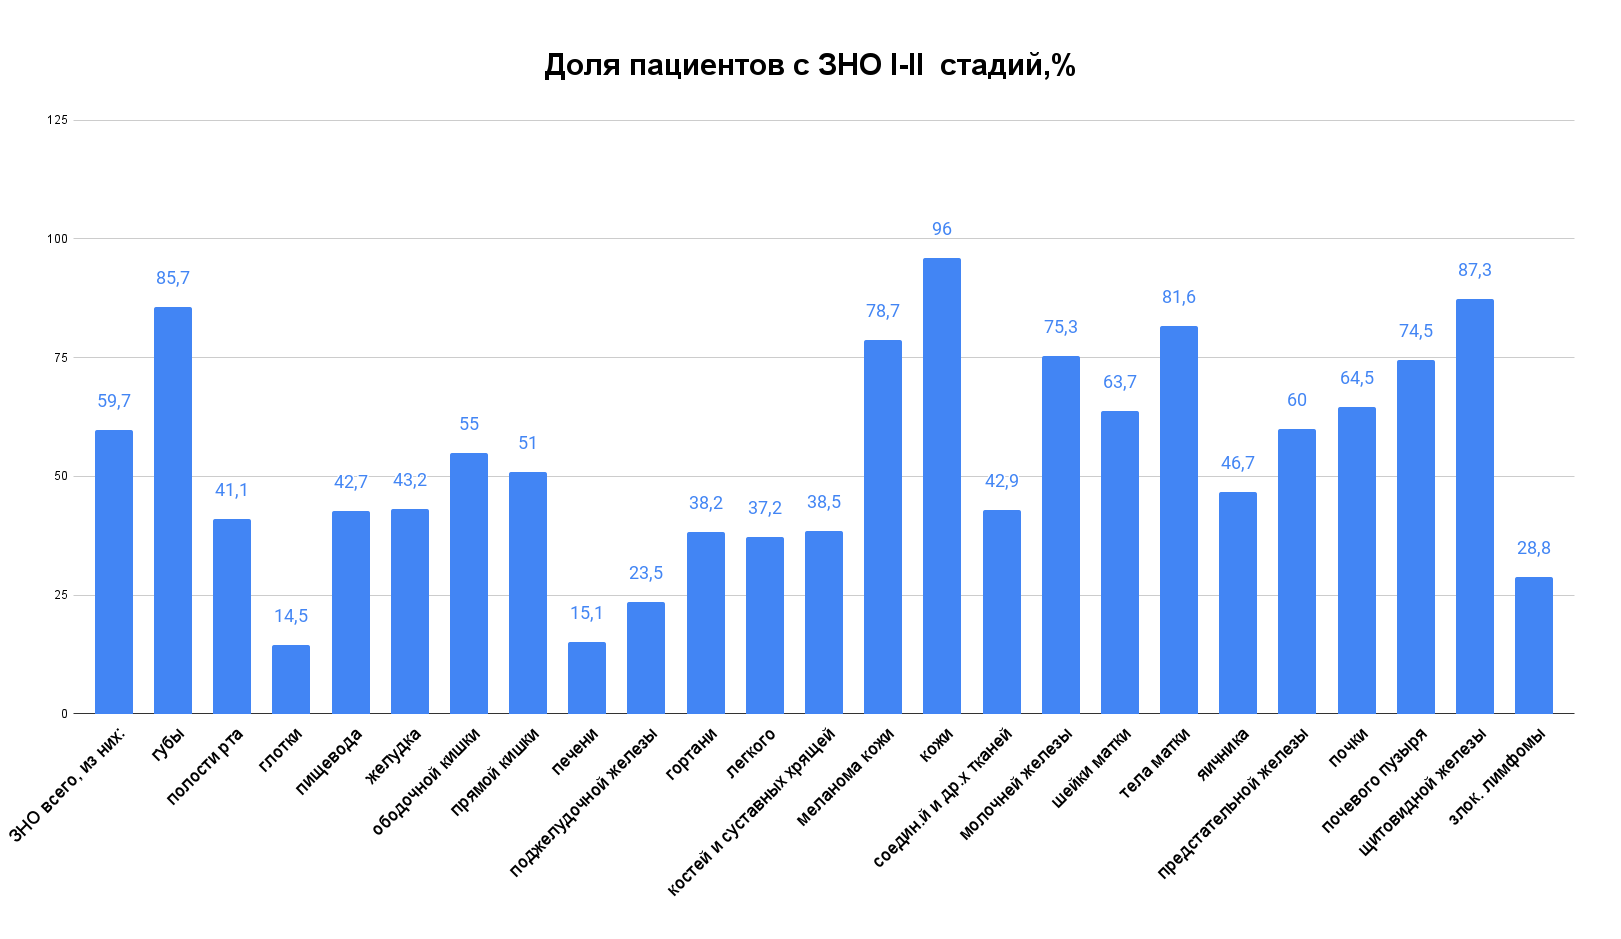 Доля пациентов с ЗНО I-II  стадий,%
125
100
75
50
25
0
59,7
85,7
41,1
14,5
42,7
43,2
55
51
15,1
23,5
38,2
37,2
38,5
78,7
96
42,9
75,3
63,7
81,6
46,7
60
64,5
74,5
87,3
28,8
ЗНО всего, из них:
губы
полости рта
глотки
пищевода
желудка
ободочной кишки
прямой кишки
печени
поджелудочной железы
гортани
легкого
костей и суставных хрящей
меланома кожи
кожи
соедин.й и др.х тканей
молочней железы
шейки матки
тела матки
яичника
предстательной железы
почки
почевого пузыря
щитовидной железы
злок. лимфомы